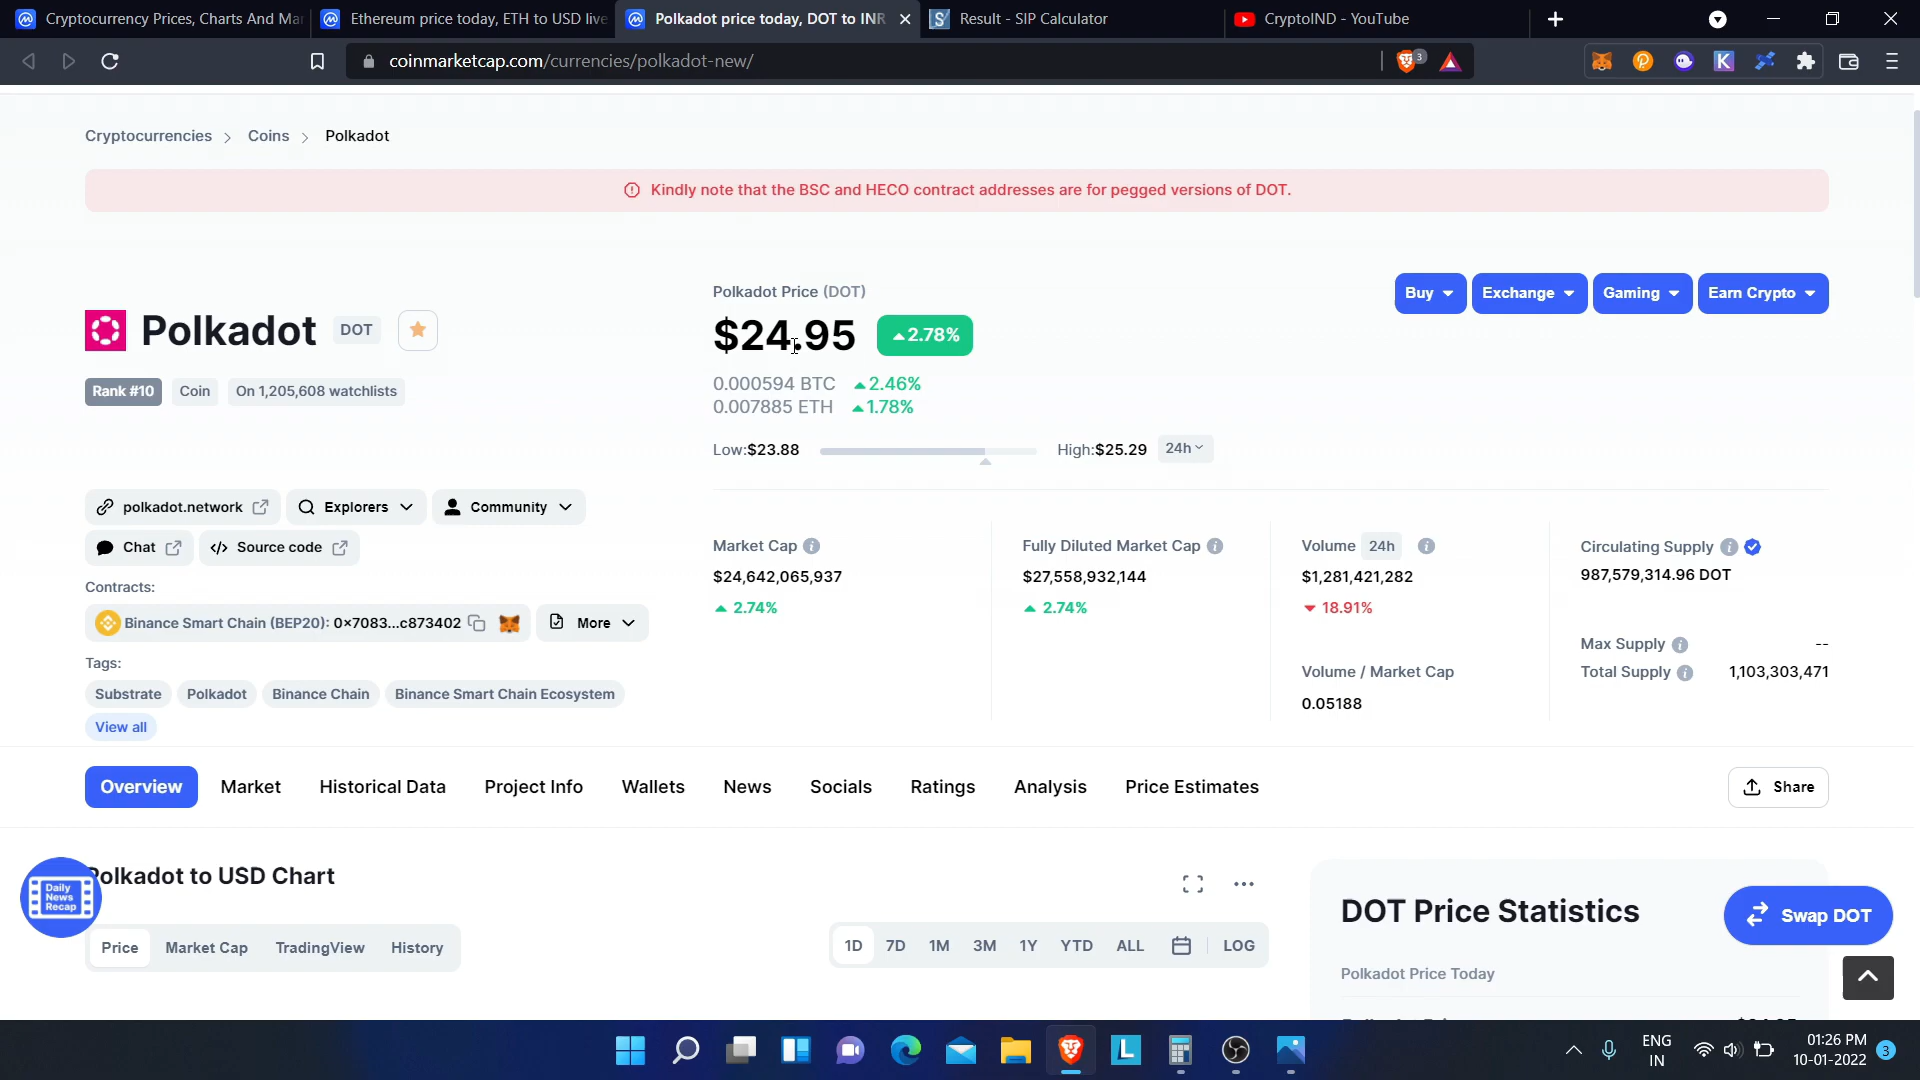 Cryptocurrency Prices, Charts And Mar
Ethereum price today, ETH to USD live
Polkadot price today, DOT to INR
Result - SIP Calculator
CryptoIND - YouTube
coinmarketcap.com/currencies/polkadot-new/
3
Cryptocurrencies > Coins > Polkadot
Kindly note that the BSC and HECO contract addresses are for pegged versions of DOT.
Polkadot DOT
Rank #10 Coin On 1,205,608 watchlists
Polkadot Price (DOT)
$24.95 2.78%
0.000594 BTC 2.46%
0.007885 ETH 1.78%
Low:$23.88 High:$25.29 24h
Buy Exchange Gaming Earn Crypto
polkadot.network Explorers Community
Chat </> Source code
Contracts:
Binance Smart Chain (BEP20): 0x7083...c873402 More
Tags:
Substrate Polkadot Binance Chain Binance Smart Chain Ecosystem
View all
Market Cap
$24,642,065,937
2.74%
Fully Diluted Market Cap
$27,558,932,144
2.74%
Volume 24h
$1,281,421,282
18.91%
Volume / Market Cap
0.05188
Circulating Supply
987,579,314.96 DOT
Max Supply --
Total Supply 1,103,303,471
Overview Market Historical Data Project Info Wallets News Socials Ratings Analysis Price Estimates Share
Polkadot to USD Chart
Daily
News
Recap
Price Market Cap TradingView History
1D 7D 1M 3M 1Y YTD ALL LOG
DOT Price Statistics
Swap DOT
Polkadot Price Today
ENG
IN
01:26 PM
10-01-2022
3